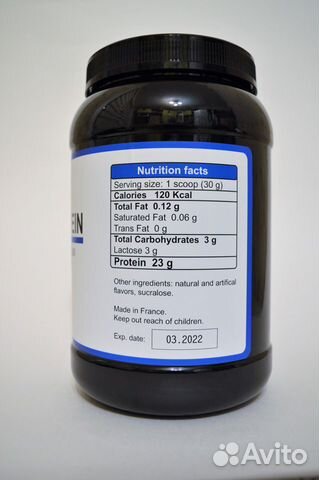 EIN
Nutrition facts
Serving size: 1 scoop (30 g)
Calories 120 Kcal
Total Fat 0.12 g
Saturated Fat 0.06 g
Trans Fat 0 g
Total Carbohydrates 3 g
Lactose 3 g
Protein 23 g
Other ingredients: natural and artifical
flavors, sucralose.
Made in France.
Keep out reach of children.
Exp. date: 03.2022
Avito